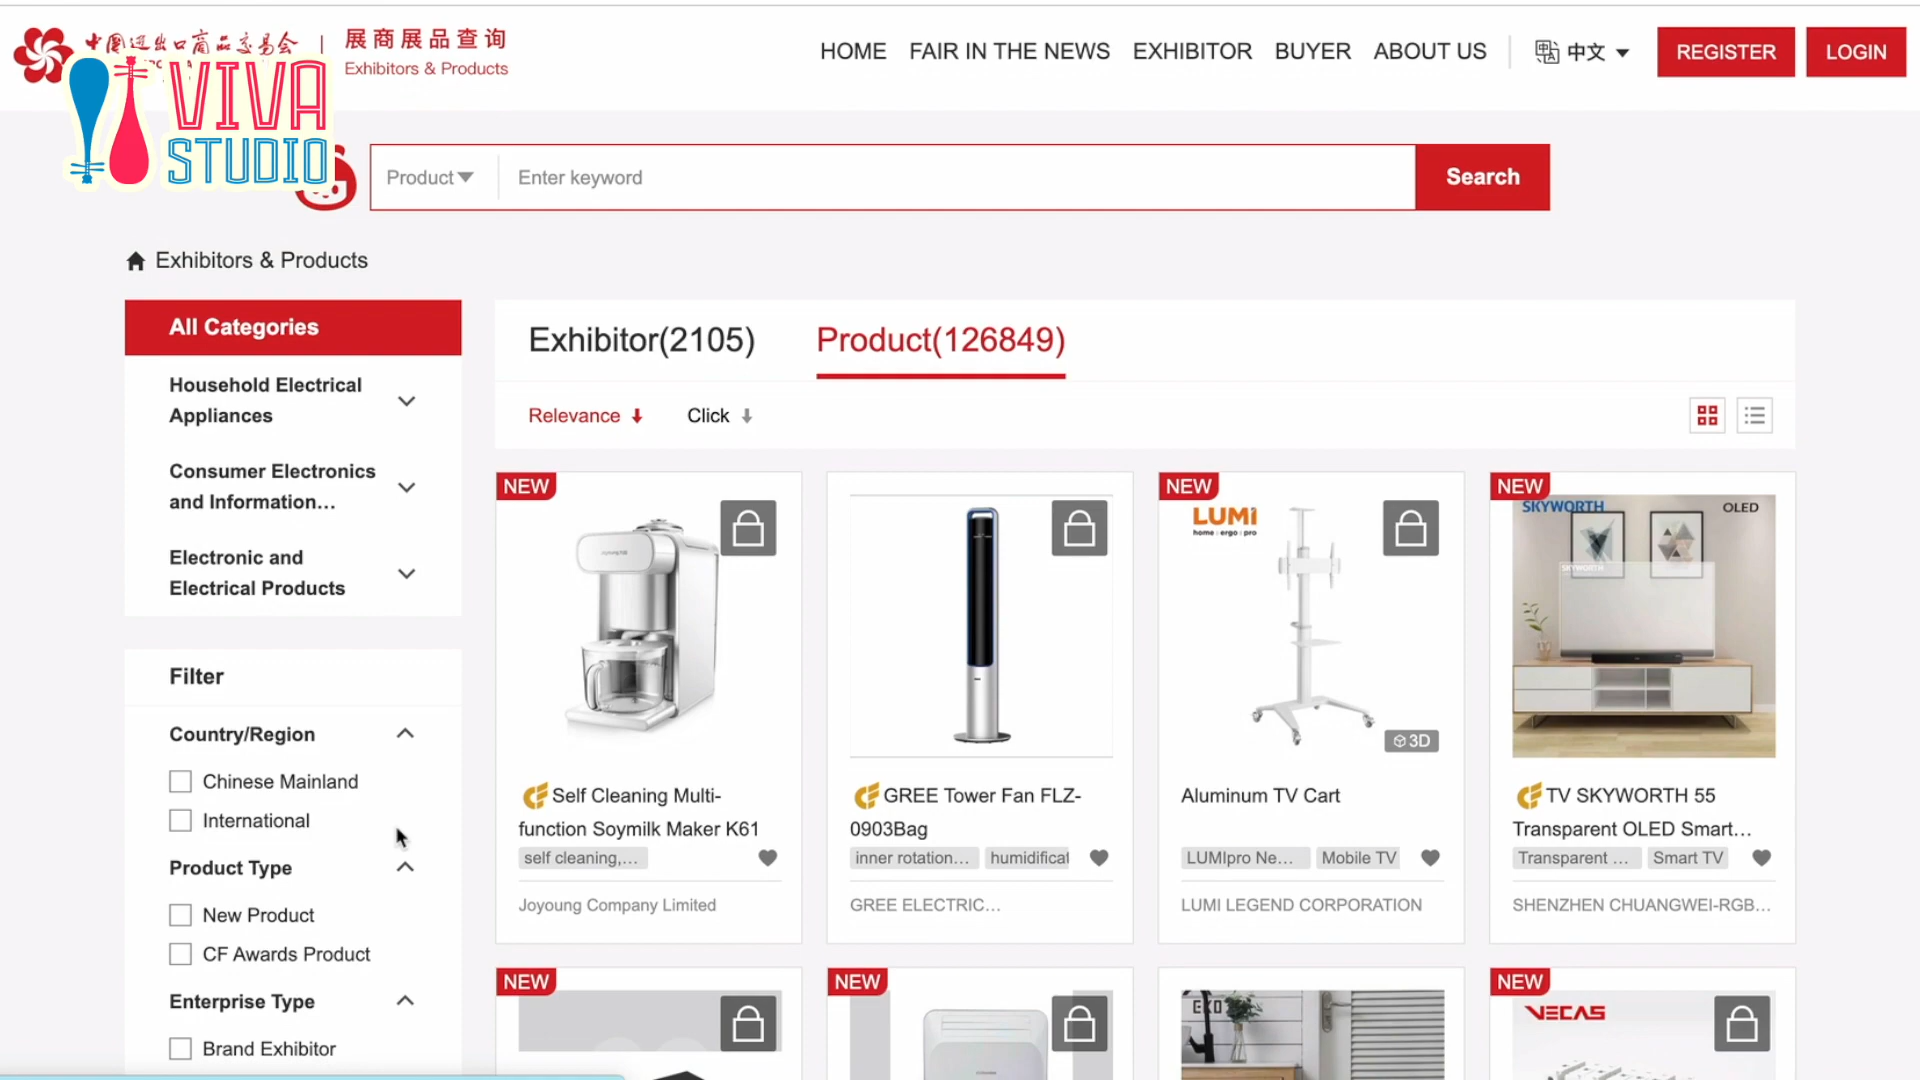 中国进出口商品交易会
展商展品查询
Exhibitors & Products
HOME
FAIR IN THE NEWS
EXHIBITOR
BUYER
ABOUT US
中文
REGISTER
LOGIN
VIVA
STUDIO
Product
Enter keyword
Search
Exhibitors & Products
All Categories
Household Electrical
Appliances
Consumer Electronics
and Information...
Electronic and
Electrical Products
Filter
Country/Region
Chinese Mainland
International
Product Type
New Product
CF Awards Product
Enterprise Type
Brand Exhibitor
Exhibitor(2105)
Product(126849)
Relevance
Click
NEW
Self Cleaning Multi-
function Soymilk Maker K61
self cleaning,...
Joyoung Company Limited
GREE Tower Fan FLZ-
0903Bag
inner rotation...
humidificat
GREE ELECTRIC...
NEW
LUMi
home : ergo : pro
3D
Aluminum TV Cart
LUMIpro Ne...
Mobile TV
LUMI LEGEND CORPORATION
NEW
SKYWORTH
OLED
SKYWORTH
TV SKYWORTH 55
Transparent OLED Smart...
Transparent ...
Smart TV
SHENZHEN CHUANGWEI-RGB...
NEW
NEW
EKO
NEW
VECAS